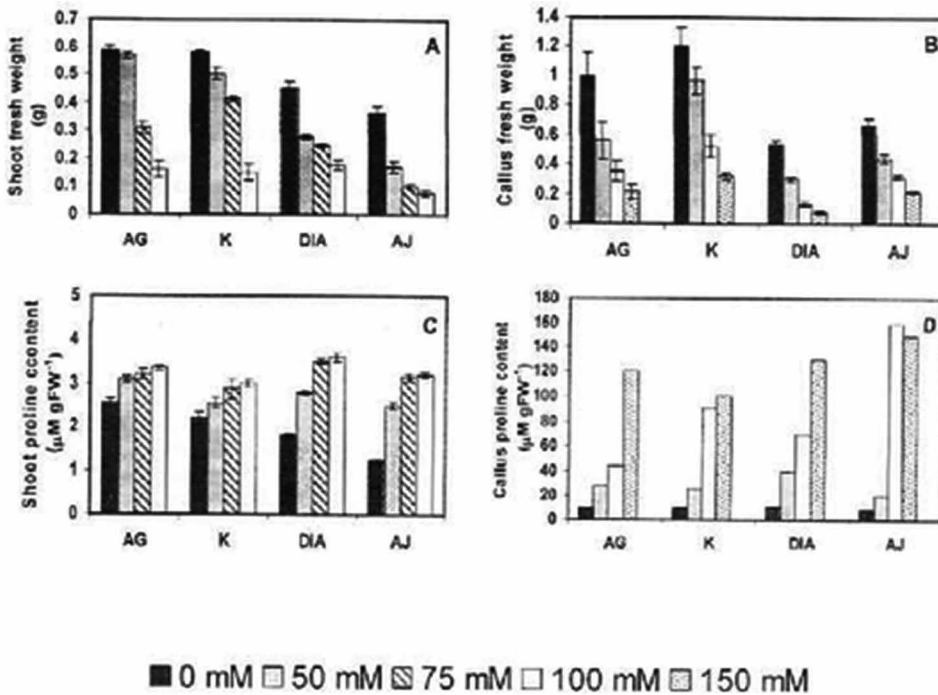 A
Shoot fresh weight
(g)
0.7
0.6
0.5
0.4
0.3
0.2
0.1
0
AG K DIA AJ
B
Callus fresh weight
(g)
1.4
1.2
1
0.8
0.6
0.4
0.2
0
AG K DIA AJ
C
Shoot proline ccontent
(µM gFW⁻¹)
5
4
3
2
1
0
AG K DIA AJ
D
Callus proline content
(µM gFW⁻¹)
180
160
140
120
100
80
60
40
20
0
AG K DIA AJ
0 mM 50 mM 75 mM 100 mM 150 mM